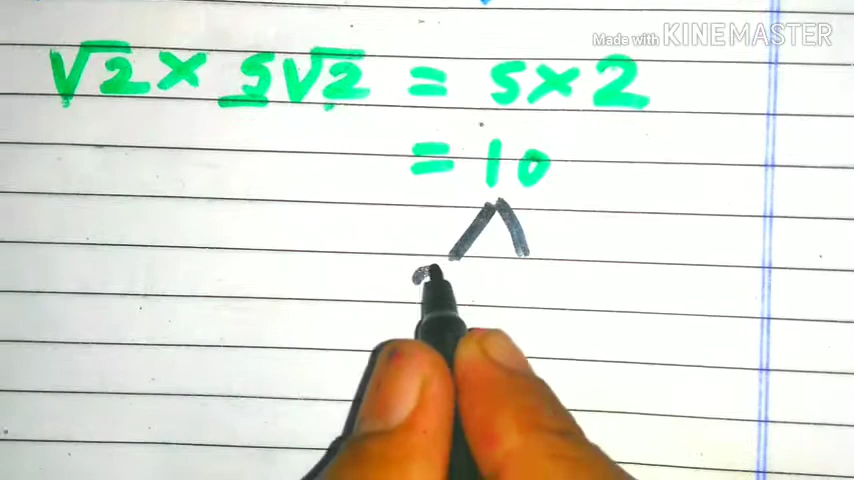 Made with KINEMASTER
√2 × 5√2 = 5×2
= 10